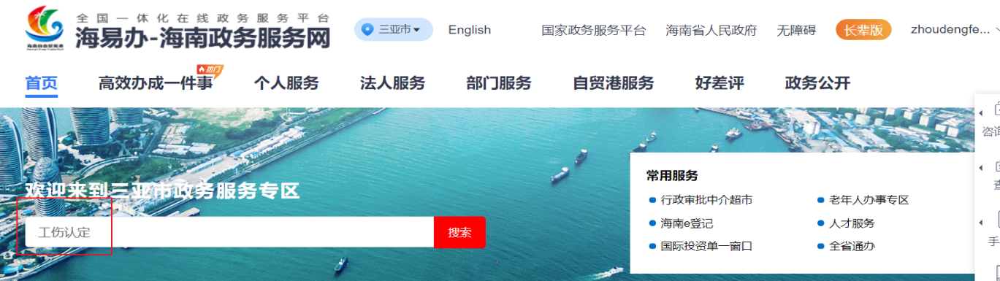 全国一体化在线政务服务平台
海易办-海南政务服务网
三亚市
English
国家政务服务平台
海南省人民政府
无障碍
长辈版
zhoudengfe...
首页
高效办成一件事
热门
个人服务
法人服务
部门服务
自贸港服务
好差评
政务公开
欢迎来到三亚市政务服务专区
工伤认定
搜索
常用服务
行政审批中介超市
老年人办事专区
海南e登记
人才服务
国际投资单一窗口
全省通办